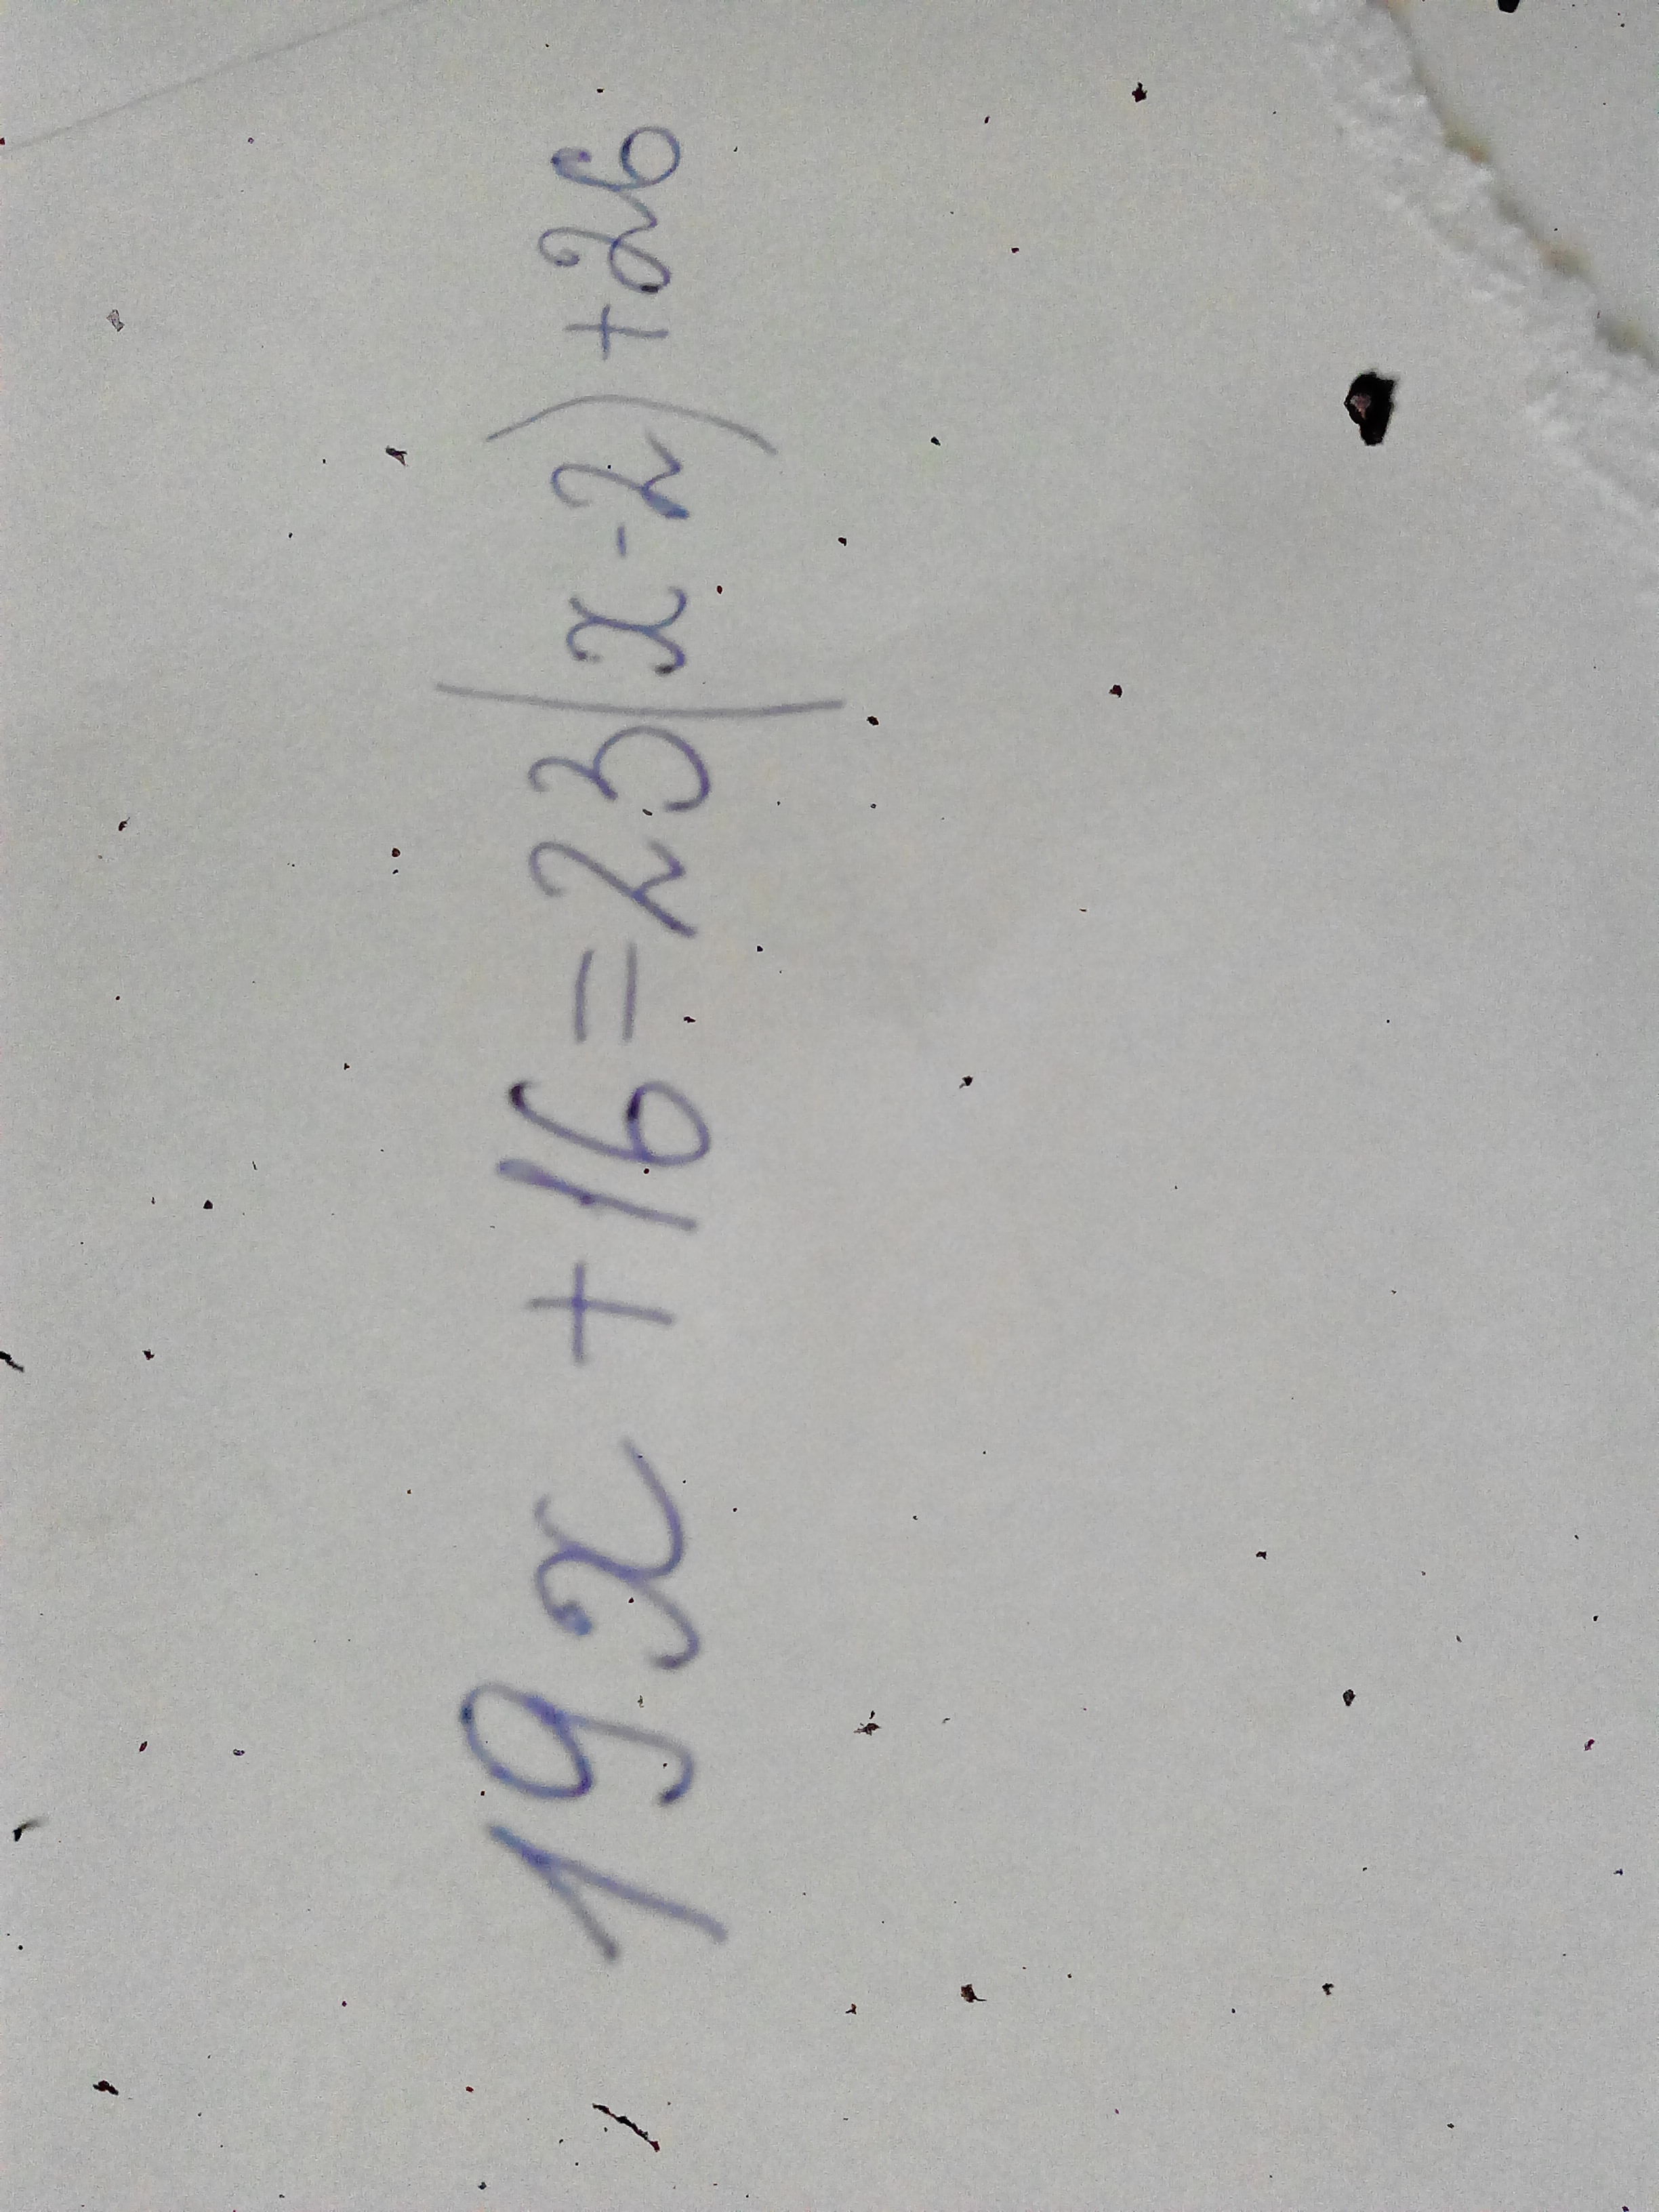 19x + 16 = 23(x - 2) + 26